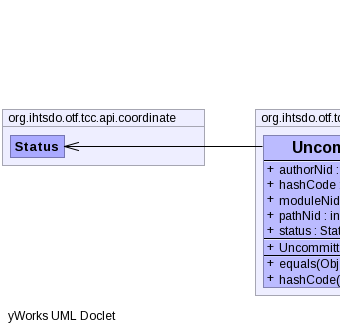 org.ihtsdo.otf.tcc.api.coordinate
org.ihtsdo.otf.tc
Status
Uncom
+ authorNid :
+ hashCode
+ moduleNid
+ pathNid : in
+ status : Stat
+ Uncommitt
+ equals(Obj
+ hashCode(
yWorks UML Doclet